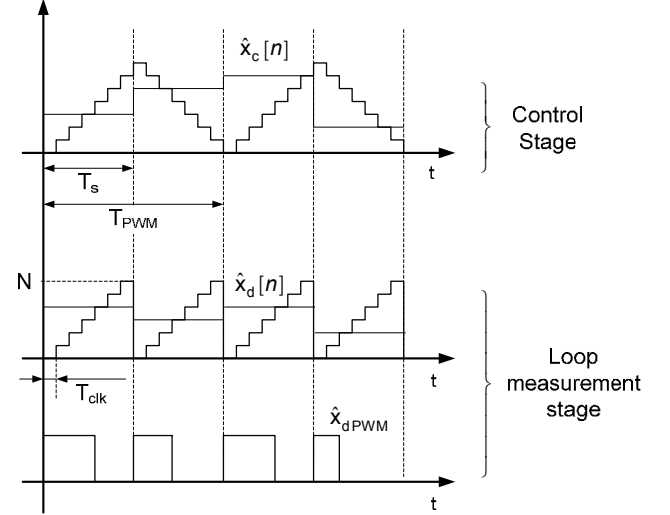 x̂c[n]
Control
Stage
t
Ts
TPWM
N
x̂d[n]
Loop
measurement
stage
t
Tclk
x̂dPWM
t